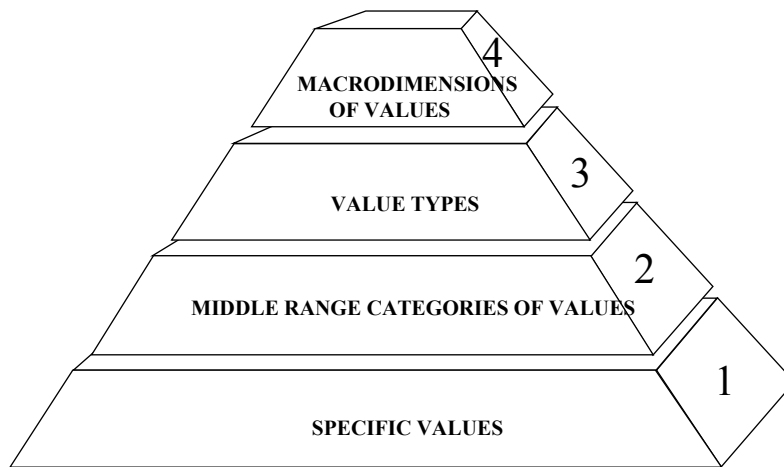 4
MACRODIMENSIONS
OF VALUES
3
VALUE TYPES
2
MIDDLE RANGE CATEGORIES OF VALUES
1
SPECIFIC VALUES